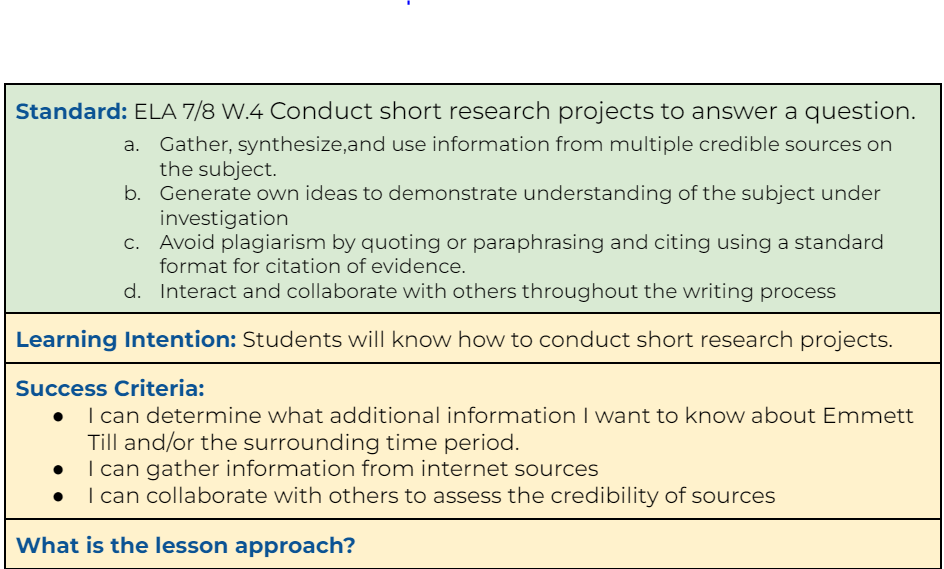 Standard: ELA 7/8 W.4 Conduct short research projects to answer a question.
a. Gather, synthesize,and use information from multiple credible sources on
the subject.
b. Generate own ideas to demonstrate understanding of the subject under
investigation
c. Avoid plagiarism by quoting or paraphrasing and citing using a standard
format for citation of evidence.
d. Interact and collaborate with others throughout the writing process
Learning Intention: Students will know how to conduct short research projects.
Success Criteria:
● I can determine what additional information I want to know about Emmett
Till and/or the surrounding time period.
● I can gather information from internet sources
● I can collaborate with others to assess the credibility of sources
What is the lesson approach?